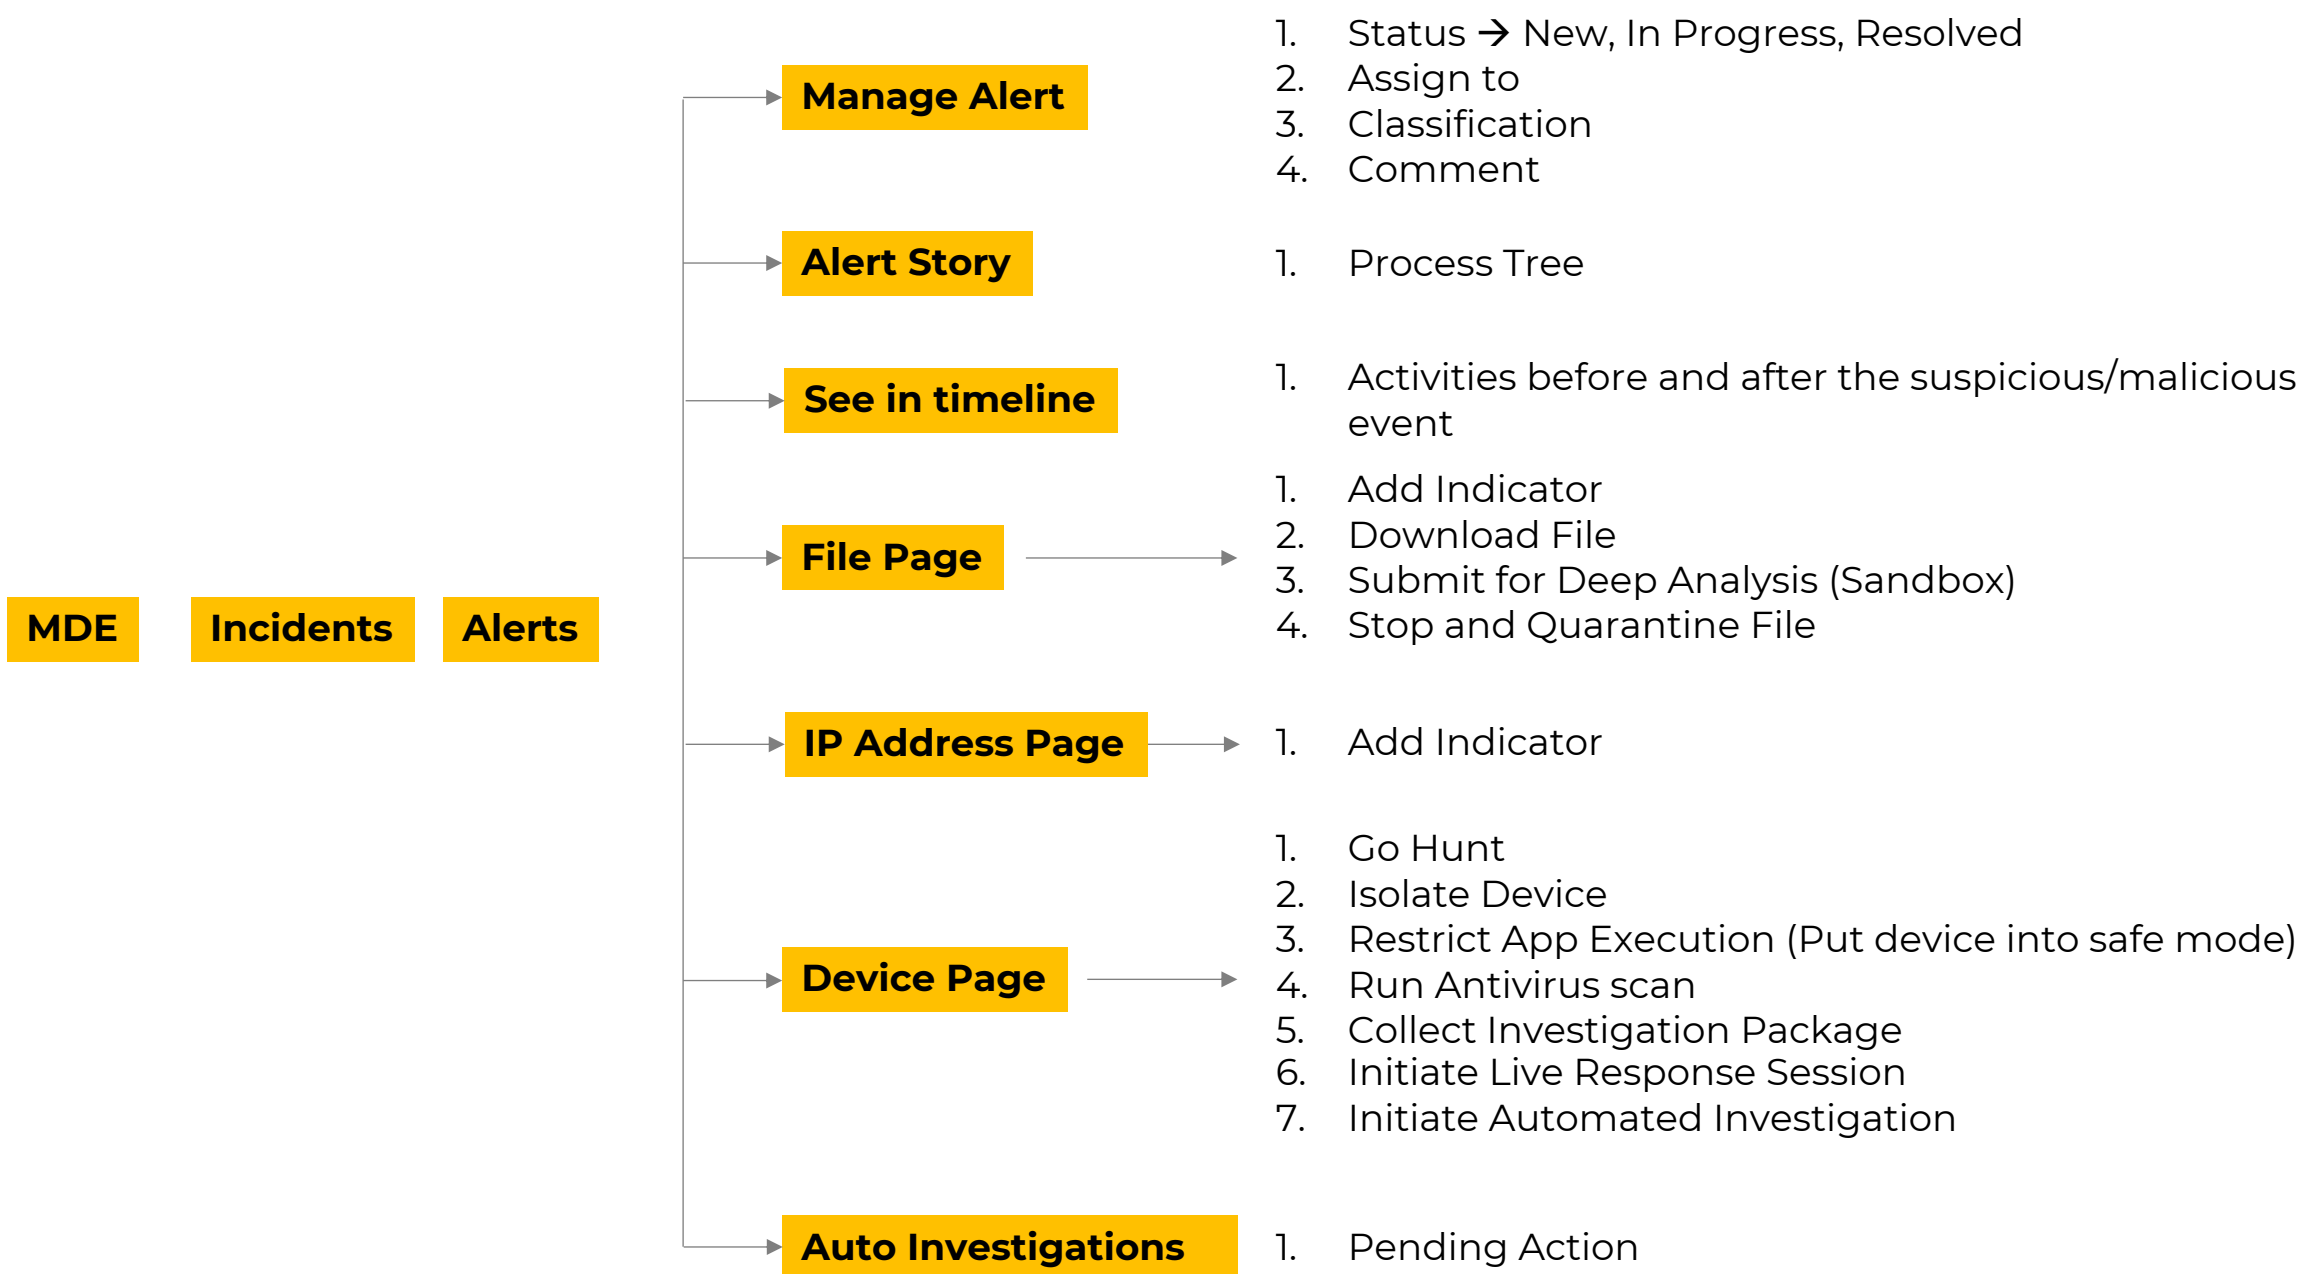 MDE
Incidents
Alerts
Manage Alert
1. Status → New, In Progress, Resolved
2. Assign to
3. Classification
4. Comment
Alert Story
1. Process Tree
See in timeline
1. Activities before and after the suspicious/malicious
event
File Page
1. Add Indicator
2. Download File
3. Submit for Deep Analysis (Sandbox)
4. Stop and Quarantine File
IP Address Page
1. Add Indicator
Device Page
1. Go Hunt
2. Isolate Device
3. Restrict App Execution (Put device into safe mode)
4. Run Antivirus scan
5. Collect Investigation Package
6. Initiate Live Response Session
7. Initiate Automated Investigation
Auto Investigations
1. Pending Action